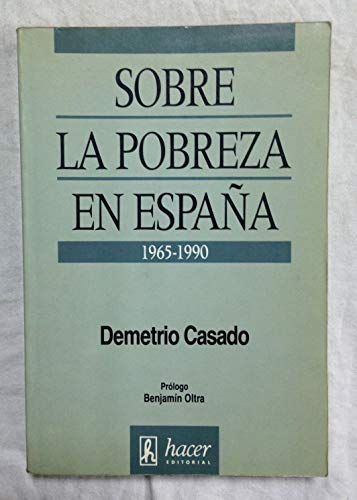 SOBRE
LA POBREZA
EN ESPAÑA
1965-1990
Demetrio Casado
Prólogo
Benjamín Oltra
h hacer
EDITORIAL